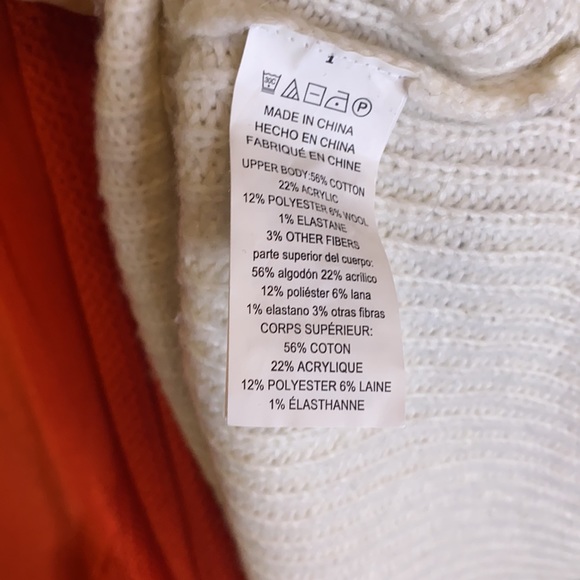 1
30C
P
MADE IN CHINA
HECHO EN CHINA
FABRIQUÉ EN CHINE
UPPER BODY:56% COTTON
22% ACRYLIC
12% POLYESTER 6% WOOL
1% ELASTANE
3% OTHER FIBERS
parte superior del cuerpo:
56% algodón 22% acrílico
12% poliéster 6% lana
1% elastano 3% otras fibras
CORPS SUPÉRIEUR:
56% COTON
22% ACRYLIQUE
12% POLYESTER 6% LAINE
1% ÉLASTHANNE